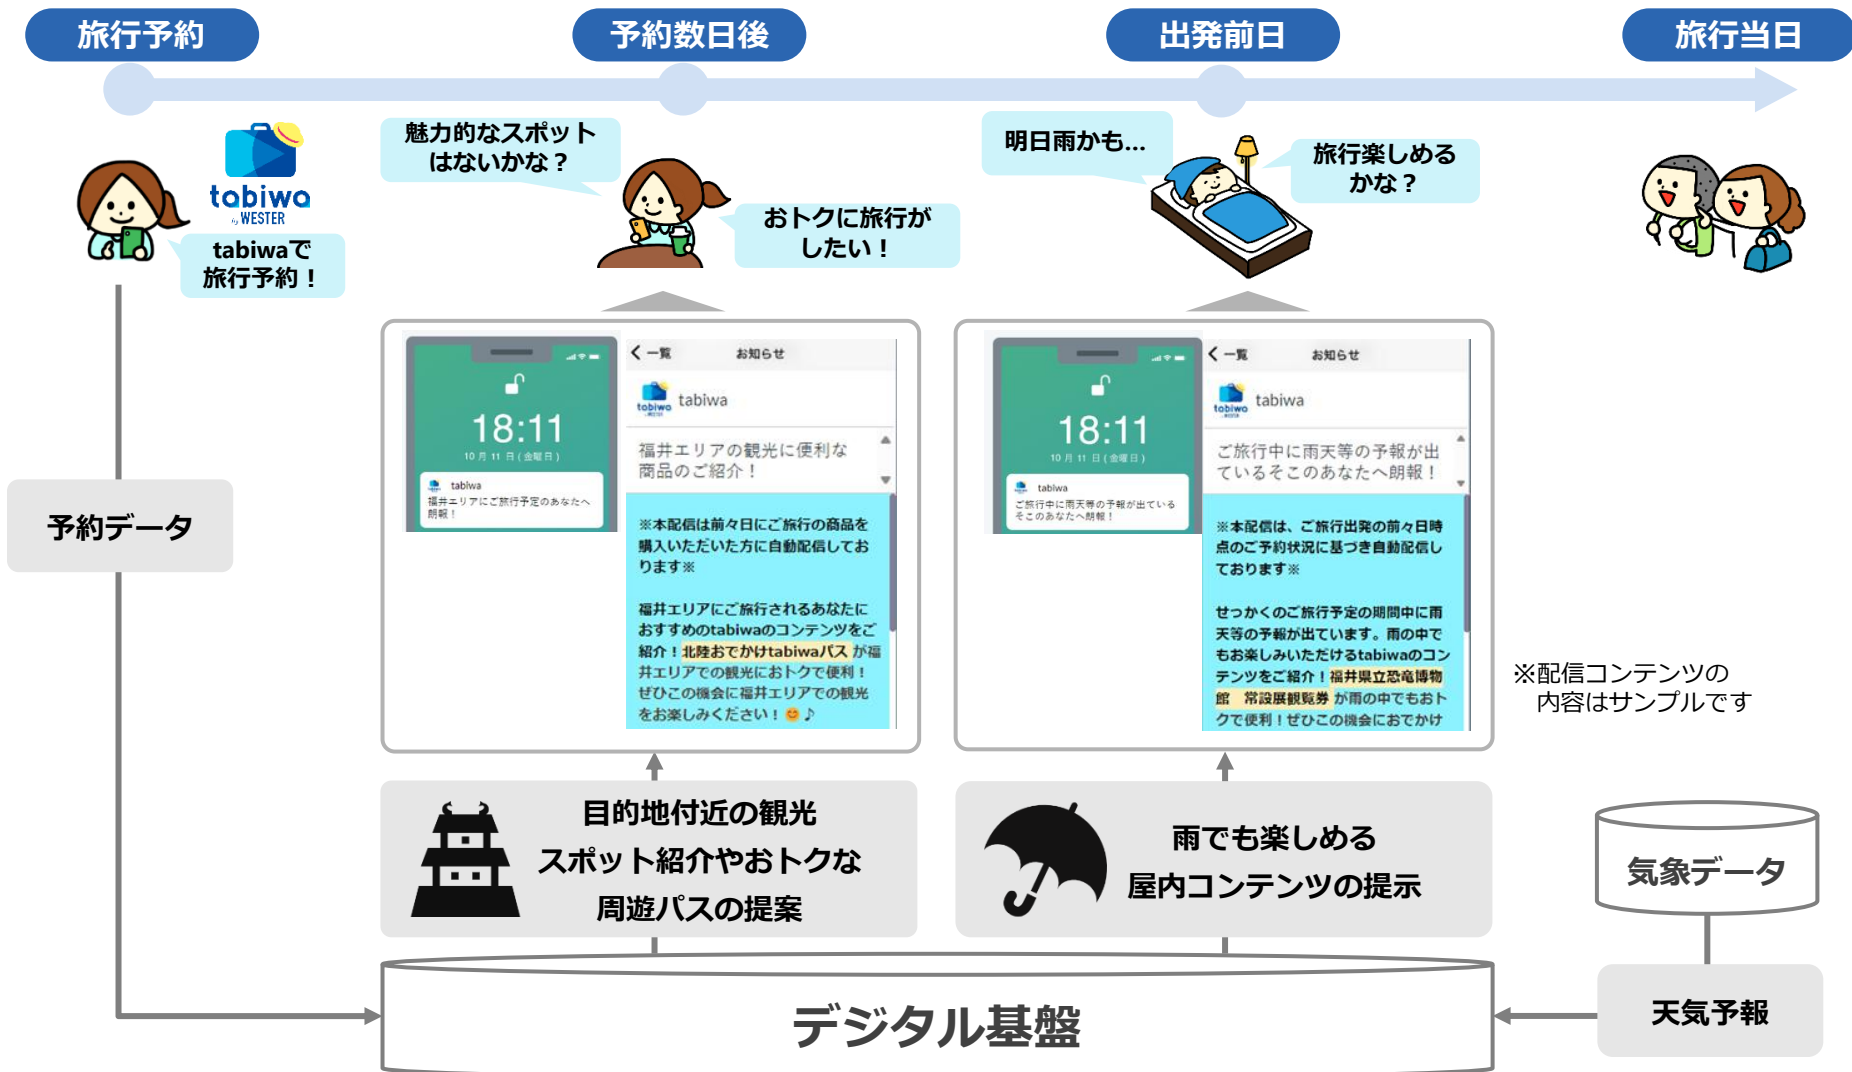 旅行予約
予約数日後
出発前日
旅行当日
tabiwa
by WESTER
tabiwaで
旅行予約！
魅力的なスポット
はないかな？
おトクに旅行が
したい！
明日雨かも...
旅行楽しめる
かな？
予約データ
18:11
10 月 11 日 ( 金曜日 )
tabiwa
福井エリアにご旅行予定のあなたへ
朗報！
一覧
お知らせ
tabiwa
by WESTER
tabiwa
福井エリアの観光に便利な
商品のご紹介！
※本配信は前々日にご旅行の商品を
購入いただいた方に自動配信してお
ります※
福井エリアにご旅行されるあなたに
おすすめのtabiwaのコンテンツをご
紹介！北陸おでかけtabiwaパス が福
井エリアでの観光におトクで便利！
ぜひこの機会に福井エリアでの観光
をお楽しみください！😊♪
18:11
10 月 11 日 ( 金曜日 )
tabiwa
ご旅行中に雨天等の予報が出ている
そこのあなたへ朗報！
一覧
お知らせ
tabiwa
by WESTER
tabiwa
ご旅行中に雨天等の予報が出
ているそこのあなたへ朗報！
※本配信は、ご旅行出発の前々日時
点のご予約状況に基づき自動配信し
ております※
せっかくのご旅行予定の期間中に雨
天等の予報が出ています。雨の中で
もお楽しみいただけるtabiwaのコン
テンツをご紹介！福井県立恐竜博物
館　常設展観覧券 が雨の中でもおト
クで便利！ぜひこの機会におでかけ
※配信コンテンツの
内容はサンプルです
目的地付近の観光
スポット紹介やおトクな
周遊パスの提案
雨でも楽しめる
屋内コンテンツの提示
気象データ
天気予報
デジタル基盤